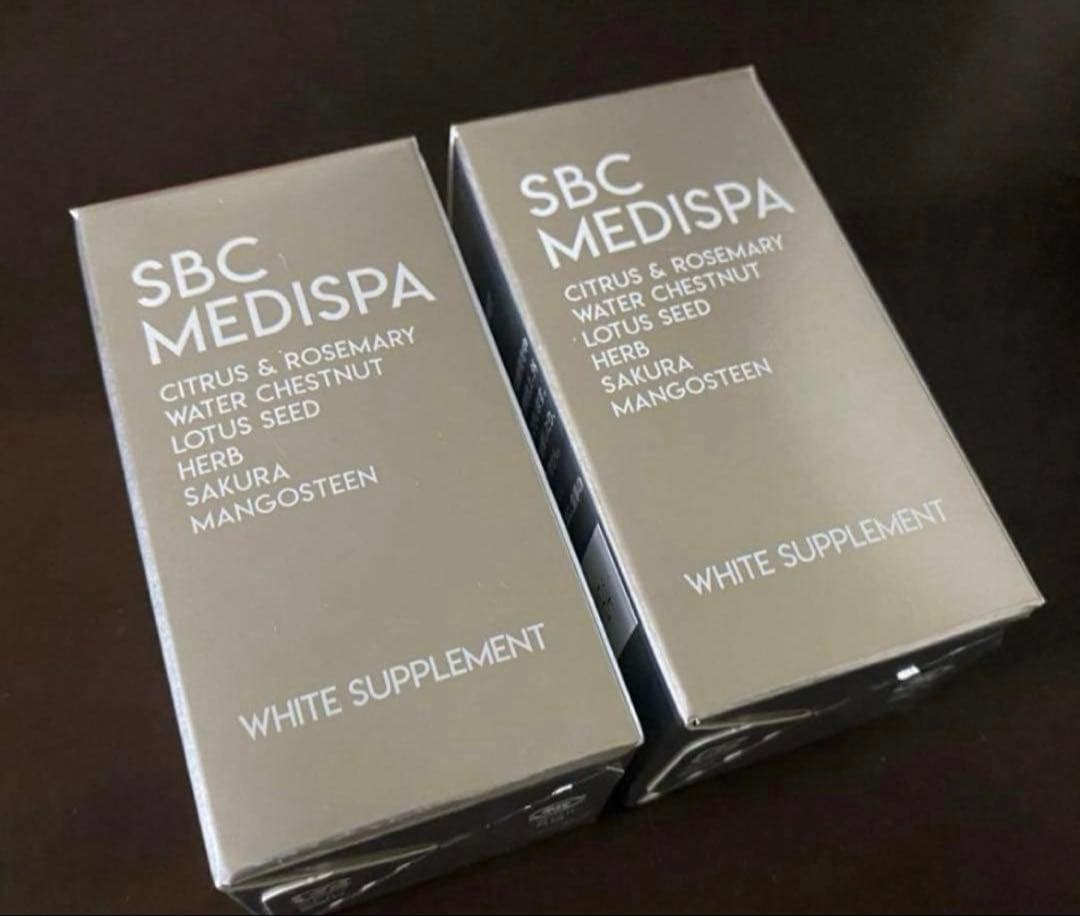 SBC
MEDISPA
CITRUS & ROSEMARY
WATER CHESTNUT
LOTUS SEED
HERB
SAKURA
MANGOSTEEN
WHITE SUPPLEMENT
SBC
MEDISPA
CITRUS & ROSEMARY
WATER CHESTNUT
LOTUS SEED
HERB
SAKURA
MANGOSTEEN
WHITE SUPPLEMENT